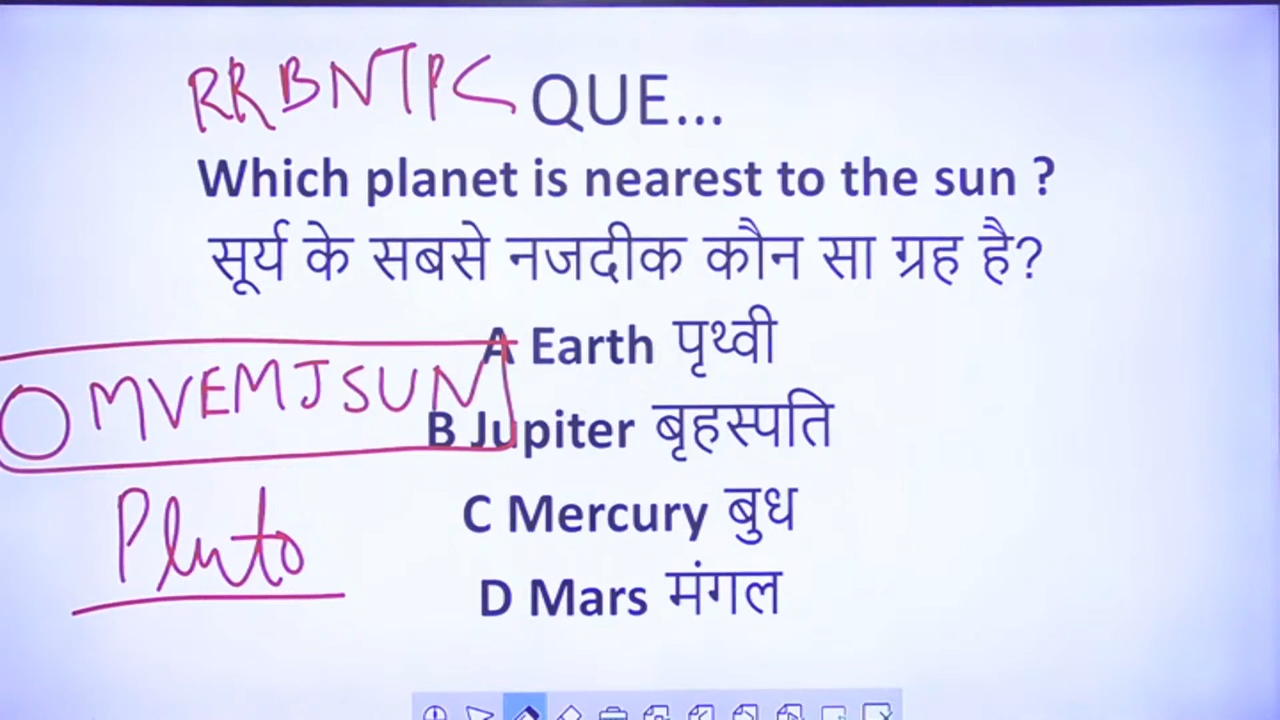 RRBNTPC QUE...
Which planet is nearest to the sun ?
सूर्य के सबसे नजदीक कौन सा ग्रह है?
A Earth पृथ्वी
MVEMJSUN
B Jupiter बृहस्पति
C Mercury बुध
Pluto
D Mars मंगल